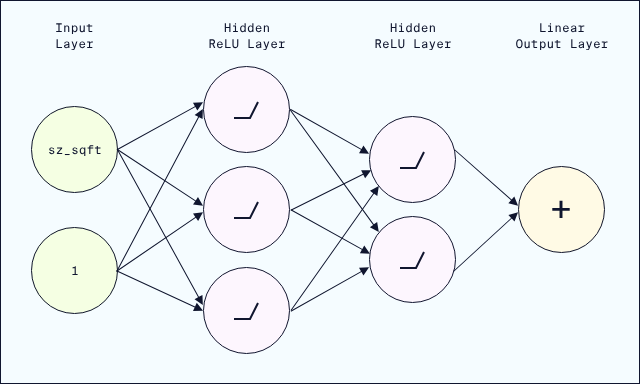 Input
Layer
Hidden
ReLU Layer
Hidden
ReLU Layer
Linear
Output Layer
sz_sqft
1
+